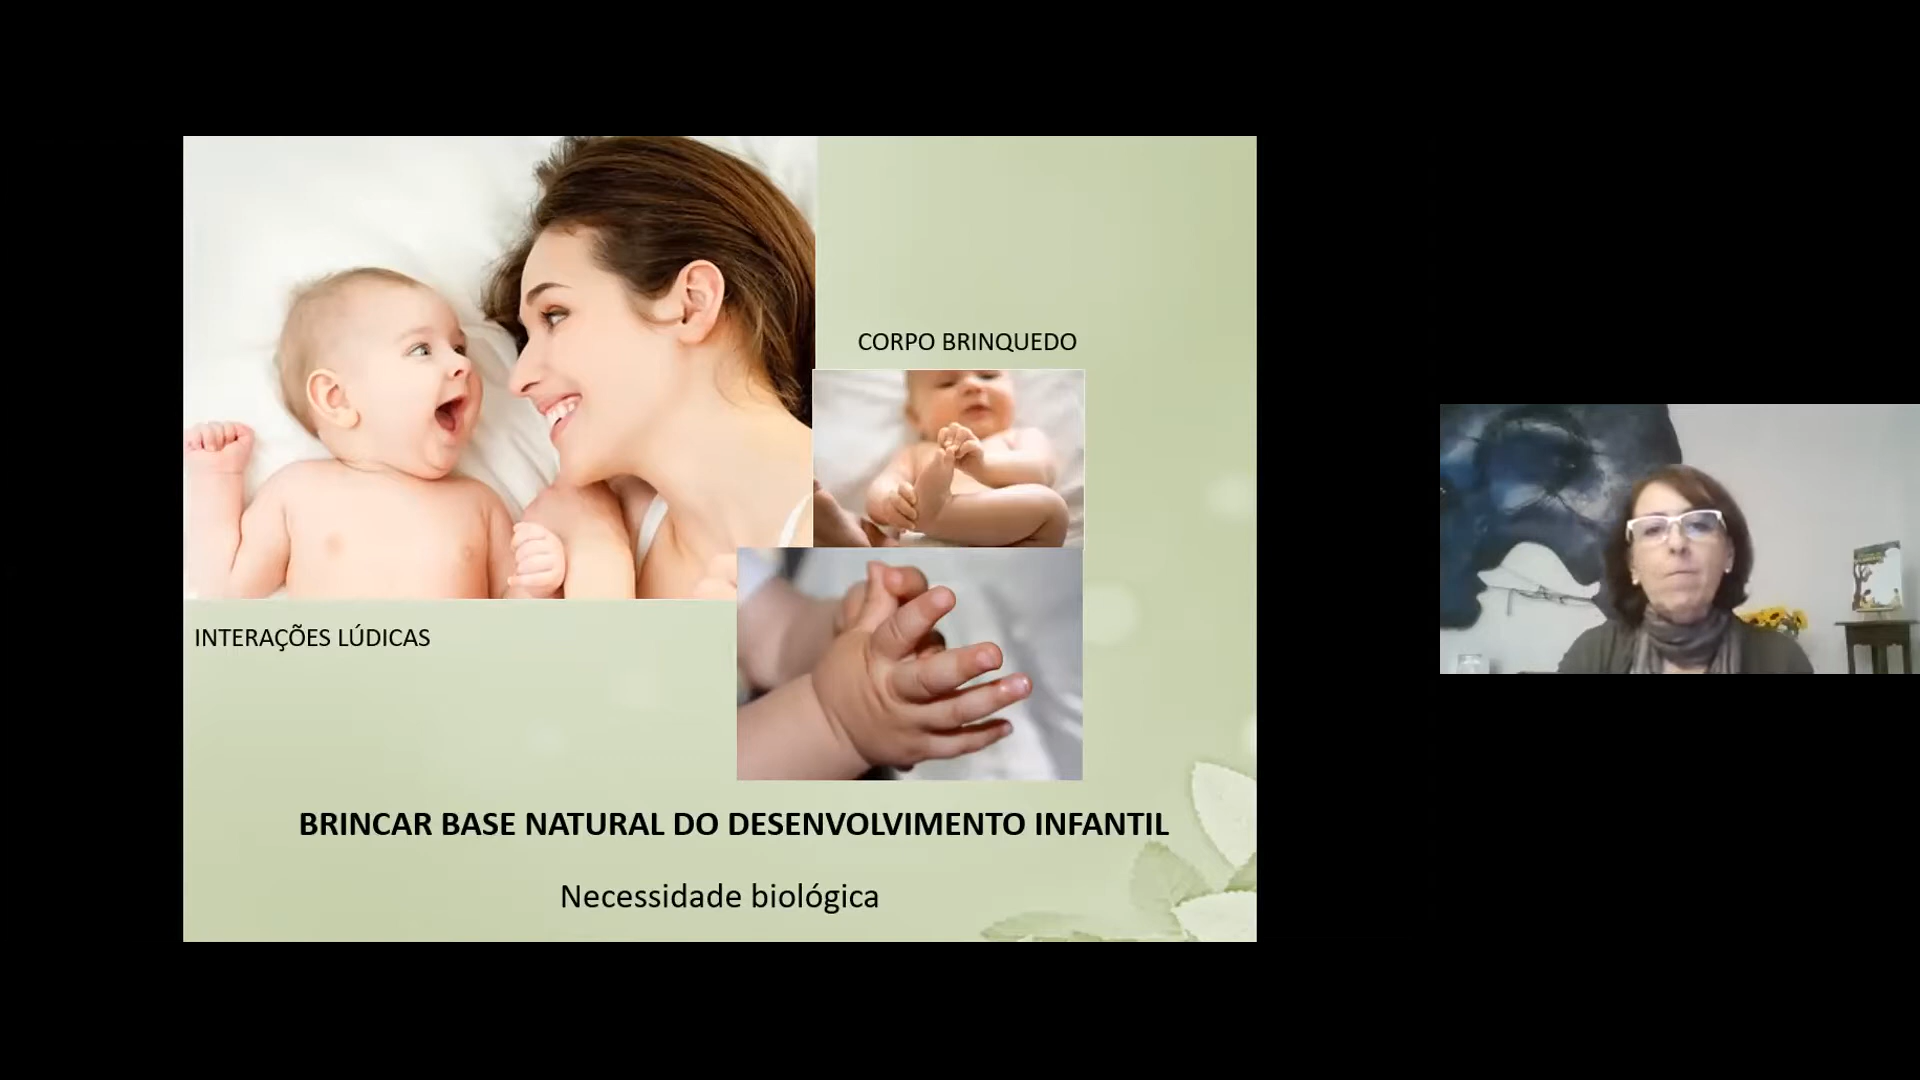 CORPO BRINQUEDO
INTERAÇÕES LÚDICAS
BRINCAR BASE NATURAL DO DESENVOLVIMENTO INFANTIL
Necessidade biológica